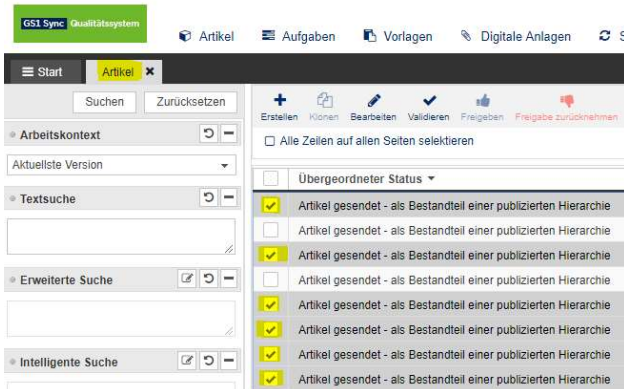 GS1 Sync Qualitätssystem
Artikel Aufgaben Vorlagen Digitale Anlagen S
Start Artikel
Suchen Zurücksetzen
Erstellen Klonen Bearbeiten Validieren Freigeben Freigabe zurücknehmen
Arbeitskontext
Alle Zeilen auf allen Seiten selektieren
Aktuellste Version
Übergeordneter Status
Textsuche
Artikel gesendet - als Bestandteil einer publizierten Hierarchie
Artikel gesendet - als Bestandteil einer publizierten Hierarchie
Artikel gesendet - als Bestandteil einer publizierten Hierarchie
Erweiterte Suche
Artikel gesendet - als Bestandteil einer publizierten Hierarchie
Artikel gesendet - als Bestandteil einer publizierten Hierarchie
Artikel gesendet - als Bestandteil einer publizierten Hierarchie
Intelligente Suche
Artikel gesendet - als Bestandteil einer publizierten Hierarchie
Artikel gesendet - als Bestandteil einer publizierten Hierarchie